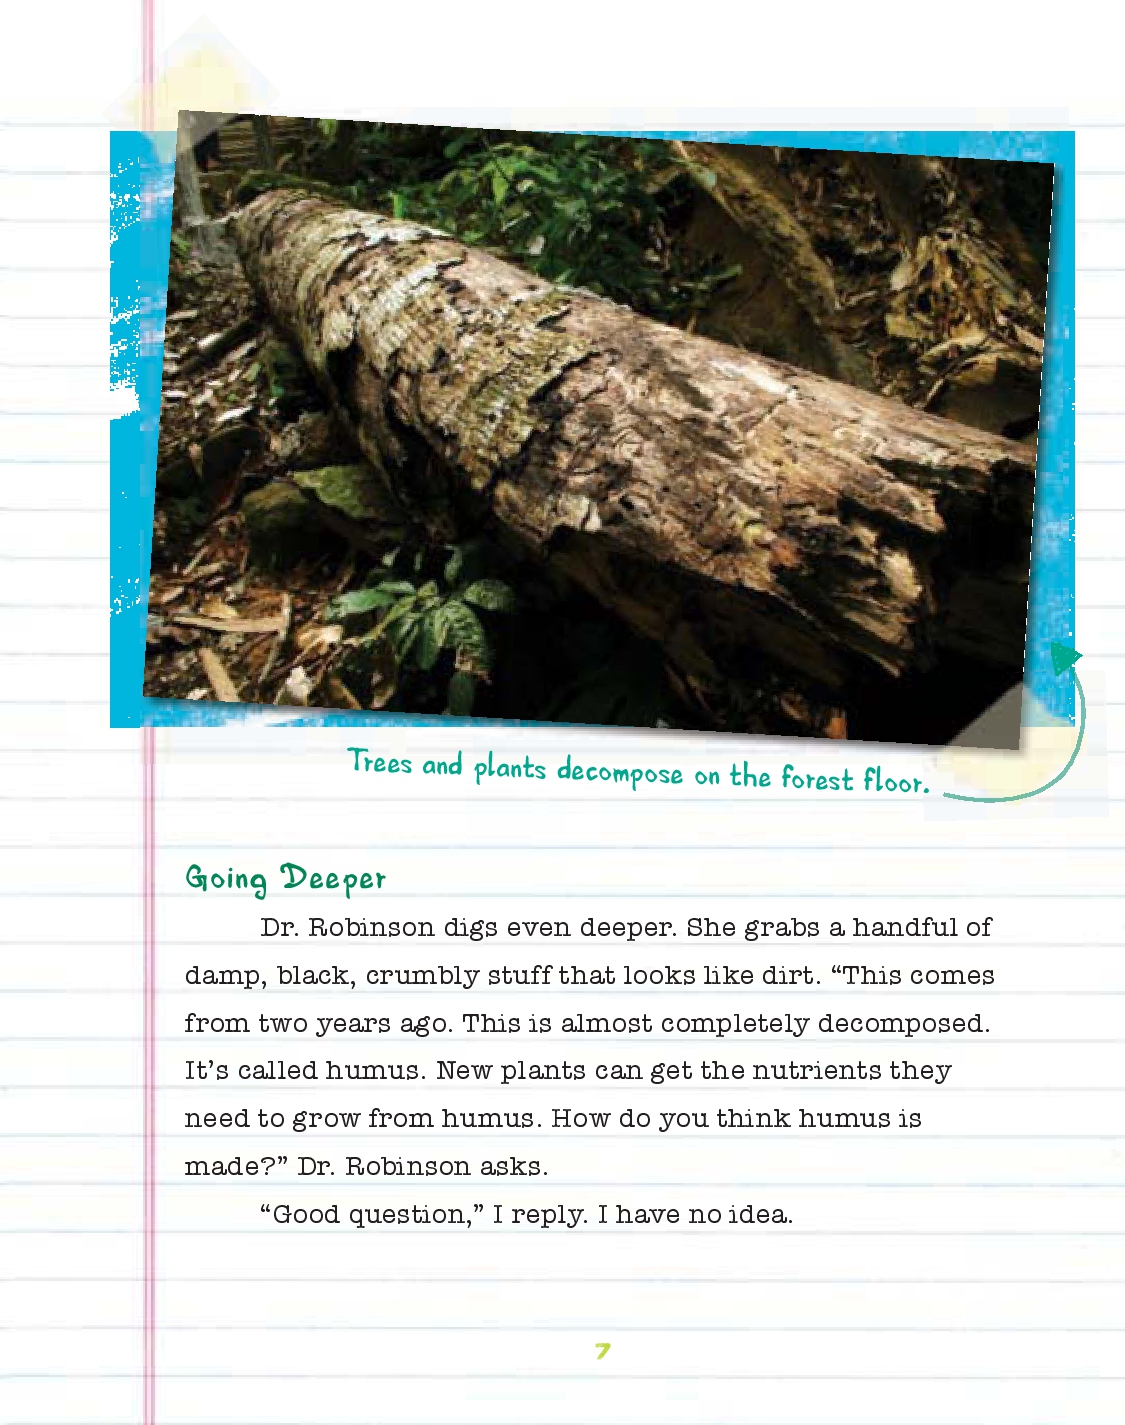 Trees and plants decompose on the forest floor.
Going Deeper
Dr. Robinson digs even deeper. She grabs a handful of
damp, black, crumbly stuff that looks like dirt. “This comes
from two years ago. This is almost completely decomposed.
It’s called humus. New plants can get the nutrients they
need to grow from humus. How do you think humus is
made?” Dr. Robinson asks.
“Good question,” I reply. I have no idea.
7